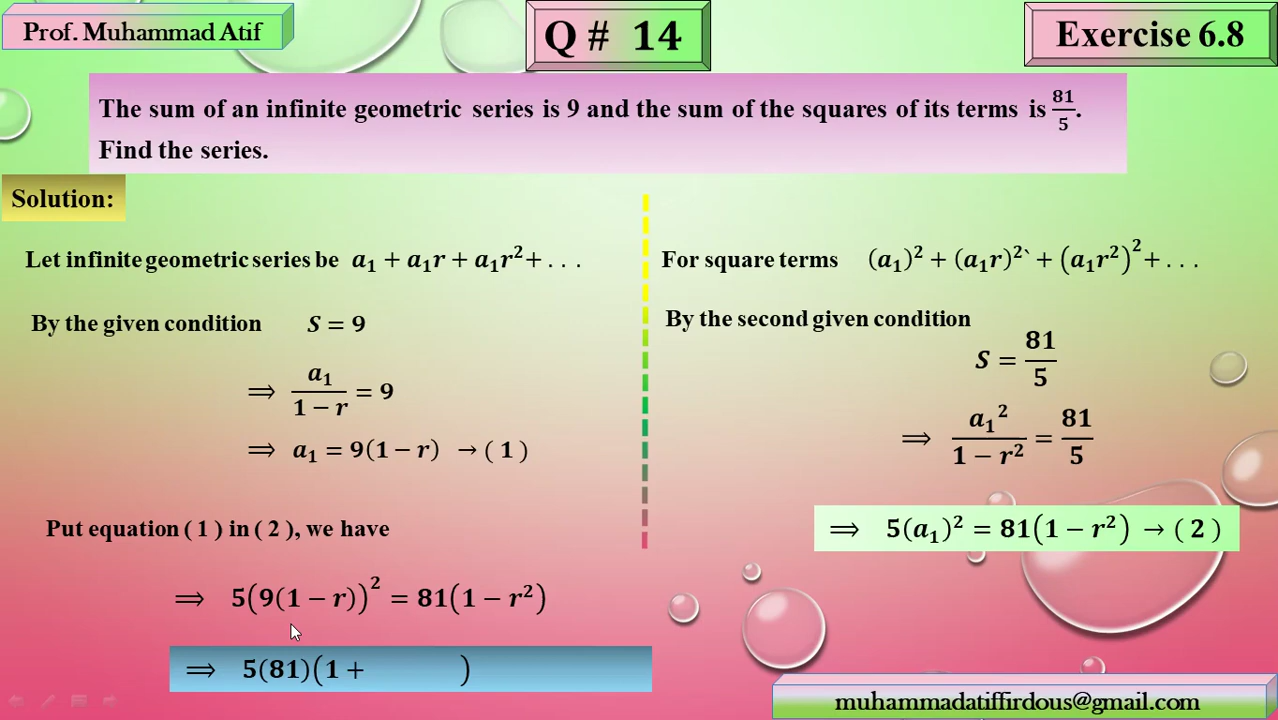 Prof. Muhammad Atif
Q # 14
Exercise 6.8
The sum of an infinite geometric series is 9 and the sum of the squares of its terms is 81/5.
Find the series.
Solution:
Let infinite geometric series be a₁ + a₁r + a₁r² + . . .
By the given condition S = 9
⟹ a₁/(1 − r) = 9
⟹ a₁ = 9(1 − r) → ( 1 )
For square terms (a₁)² + (a₁r)²` + (a₁r²)² + . . .
By the second given condition
S = 81/5
⟹ a₁²/(1 − r²) = 81/5
⟹ 5(a₁)² = 81(1 − r²) → ( 2 )
Put equation ( 1 ) in ( 2 ), we have
⟹ 5(9(1 − r))² = 81(1 − r²)
⟹ 5(81)(1 + )
muhammadatiffirdous@gmail.com